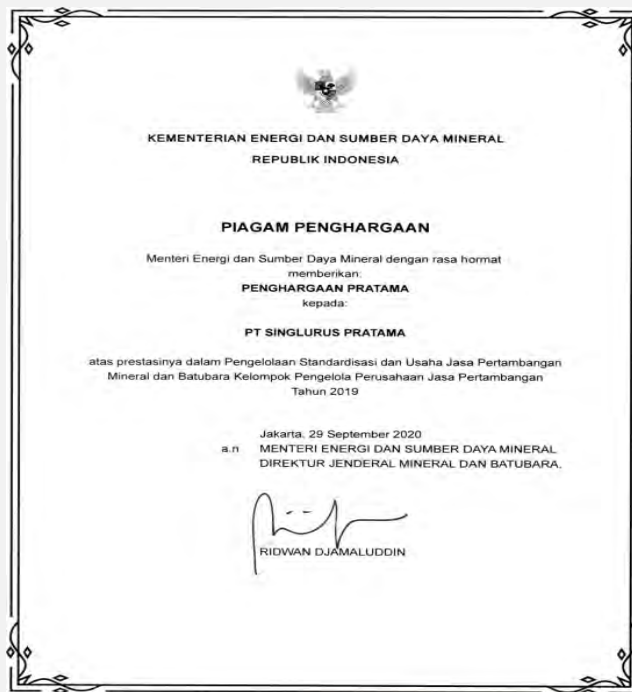 KEMENTERIAN ENERGI DAN SUMBER DAYA MINERAL
REPUBLIK INDONESIA
PIAGAM PENGHARGAAN
Menteri Energi dan Sumber Daya Mineral dengan rasa hormat
memberikan:
PENGHARGAAN PRATAMA
kepada:
PT SINGLURUS PRATAMA
atas prestasinya dalam Pengelolaan Standardisasi dan Usaha Jasa Pertambangan
Mineral dan Batubara Kelompok Pengelola Perusahaan Jasa Pertambangan
Tahun 2019
Jakarta, 29 September 2020
a.n MENTERI ENERGI DAN SUMBER DAYA MINERAL
DIREKTUR JENDERAL MINERAL DAN BATUBARA,
RIDWAN DJAMALUDDIN